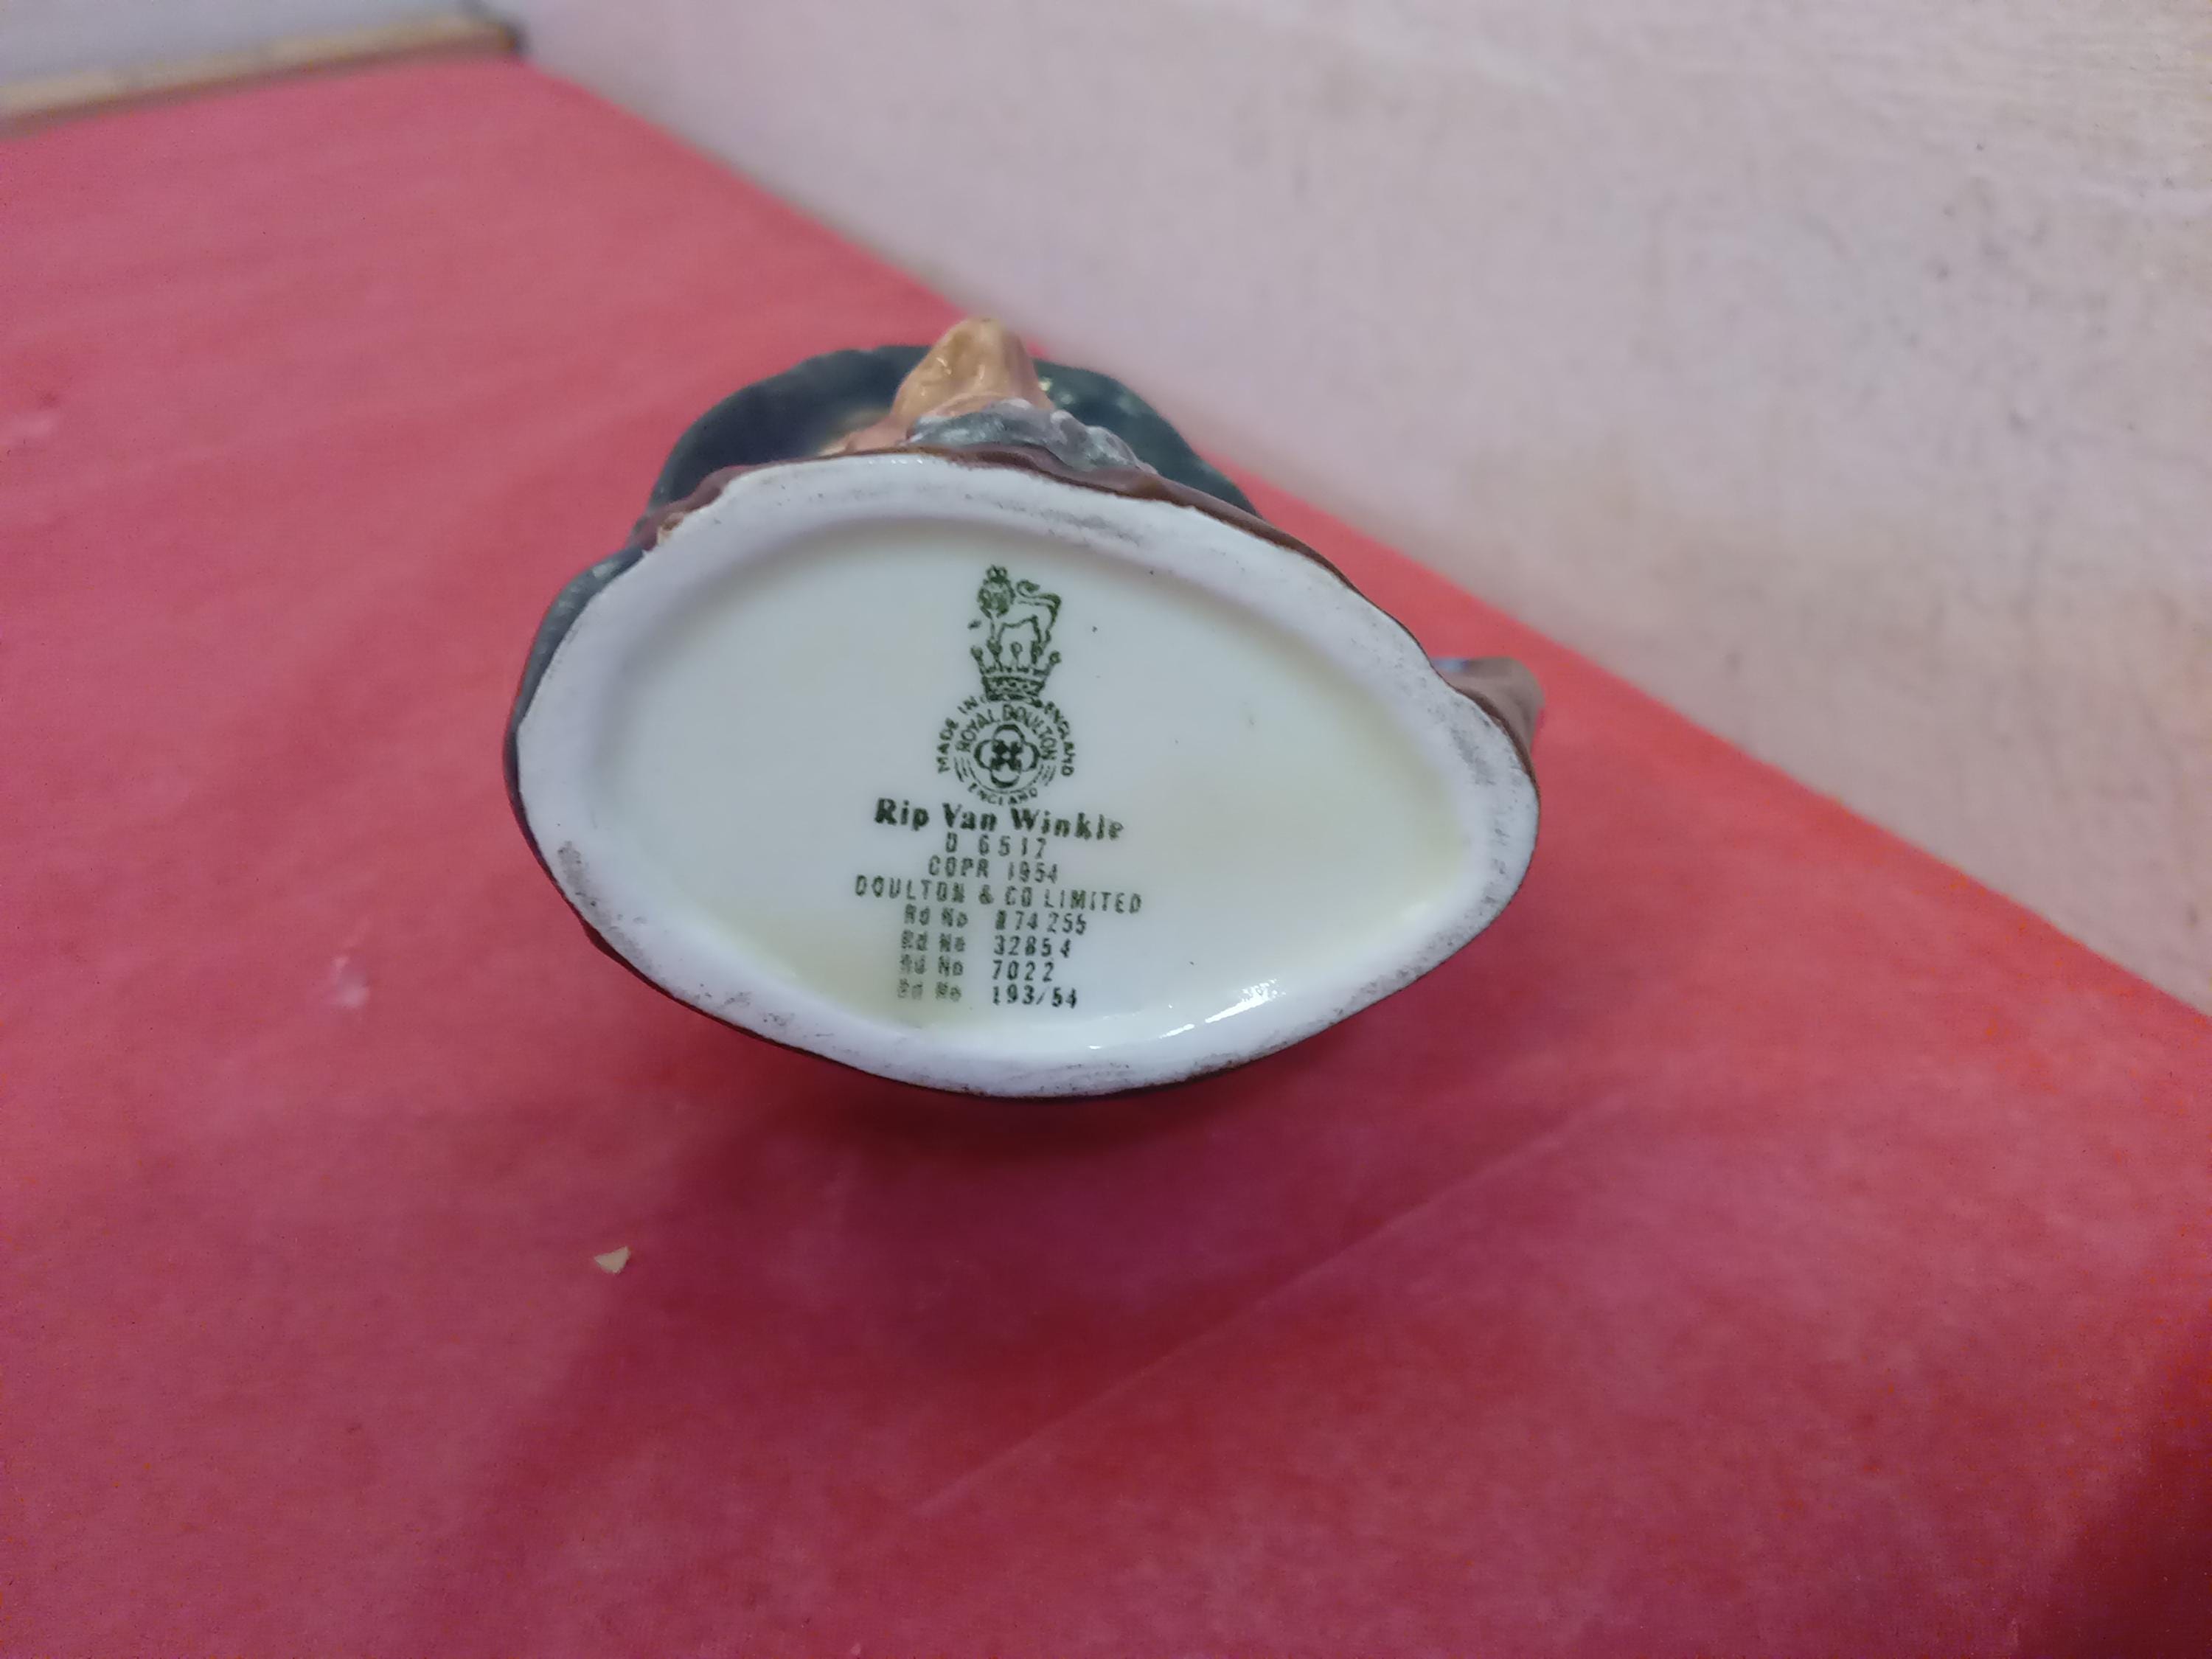 MADE IN ENGLAND
ROYAL DOULTON
ENGLAND
Rip Van Winkle
D 6517
COPR 1954
DOULTON & CO LIMITED
Rd No 874255
Rd No 32854
Rd No 7022
Rd No 193/54